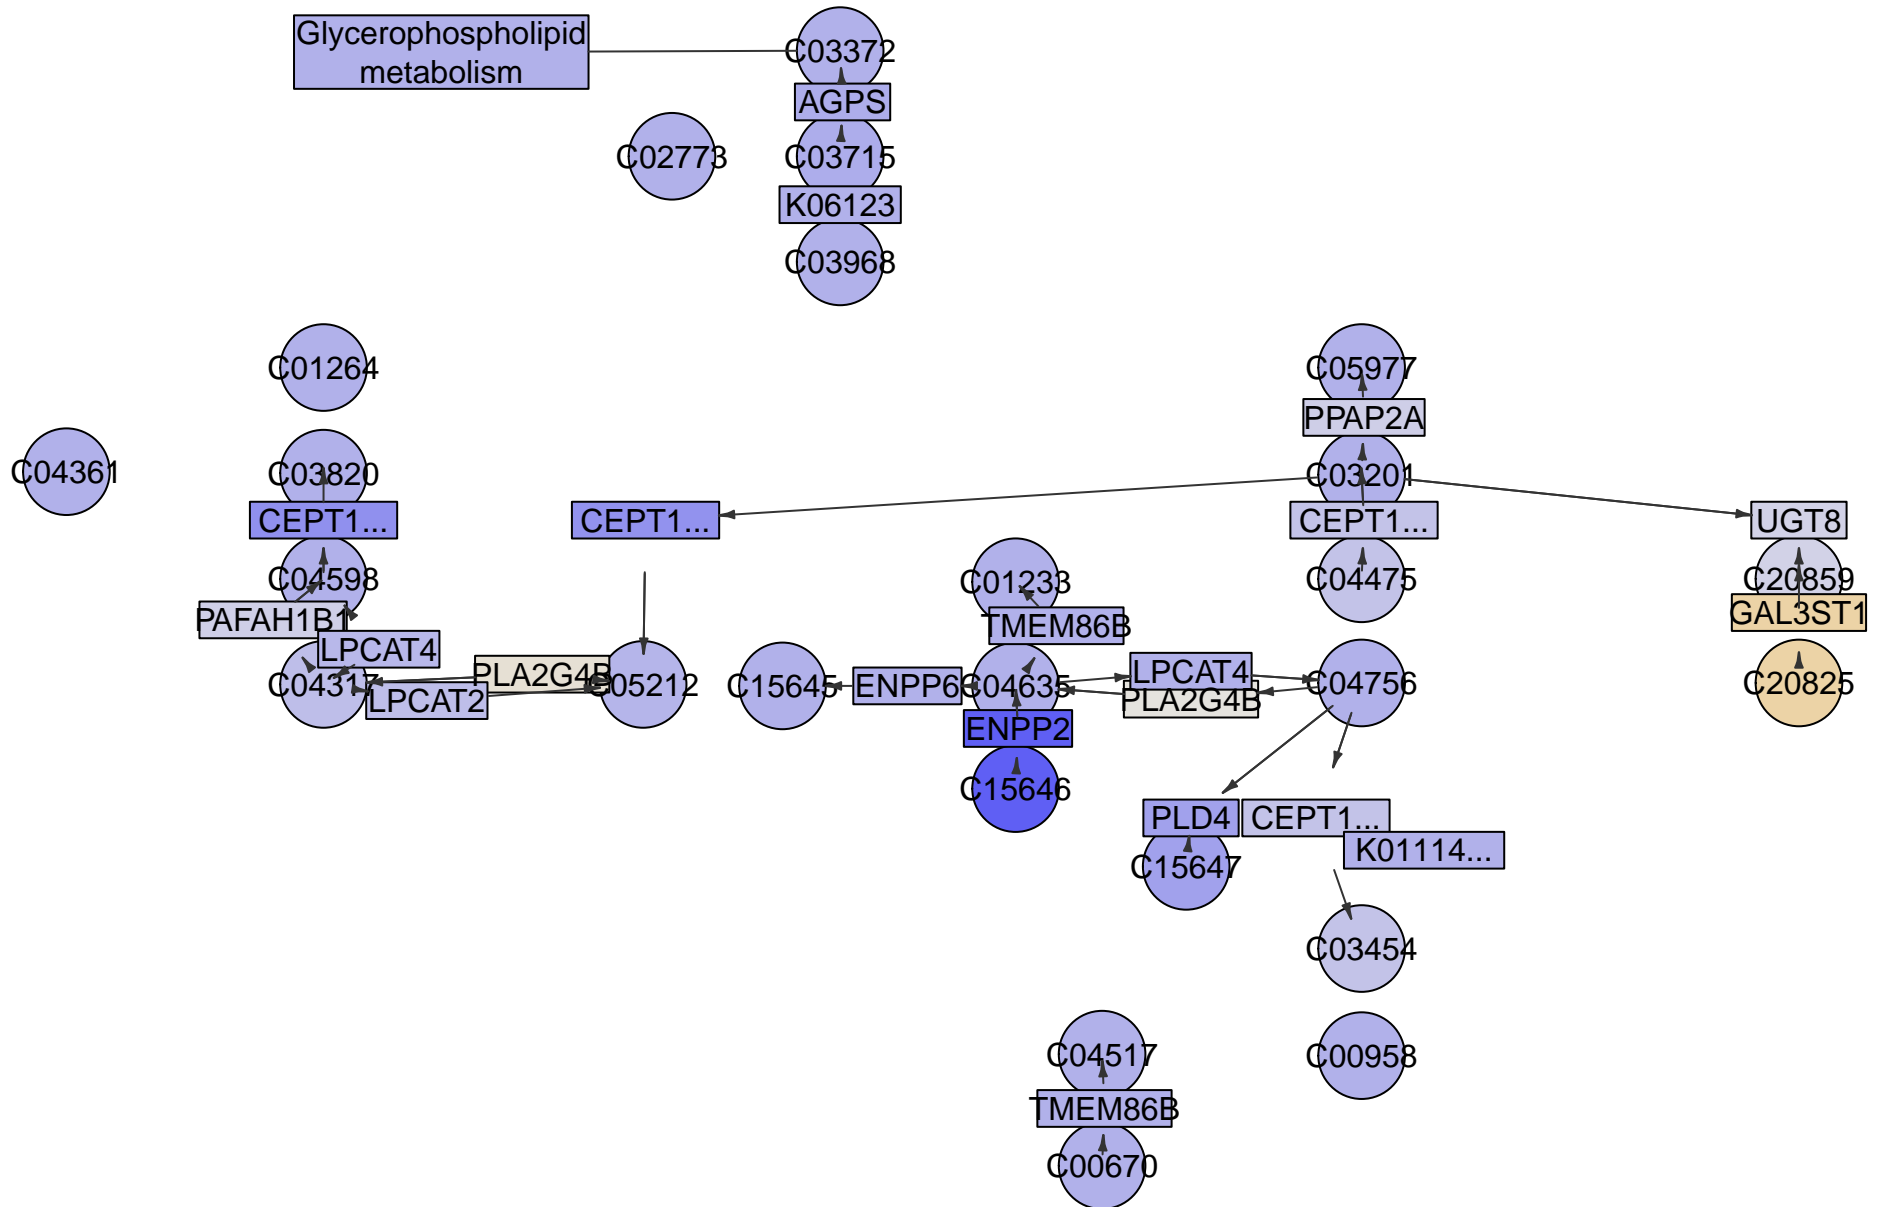 Glycerophospholipid
metabolism
C03372
AGPS
C02773
C03715
K06123
C03968
C01264
C05977
PPAP2A
C04361
C03820
C03201
CEPT1...
CEPT1...
CEPT1...
UGT8
C04598
C01233
C04475
C20859
PAFAH1B1
TMEM86B
GAL3ST1
LPCAT4
C04317
PLA2G4B
LPCAT2
C05212
C15645
ENPP6
C04635
LPCAT4
PLA2G4B
C04756
C20825
ENPP2
C15646
PLD4
CEPT1...
K01114...
C15647
C03454
C04517
C00958
TMEM86B
C00670